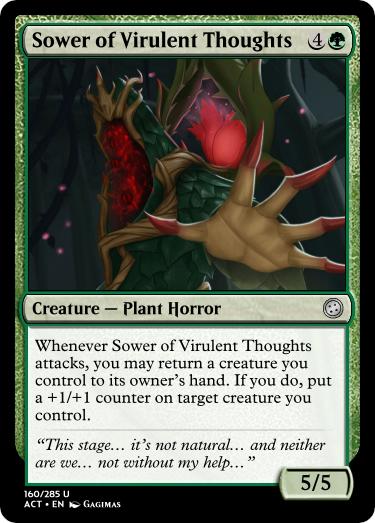 Sower of Virulent Thoughts 4
Creature — Plant Horror
Whenever Sower of Virulent Thoughts
attacks, you may return a creature you
control to its owner's hand. If you do, put
a +1/+1 counter on target creature you
control.
“This stage… it's not natural… and neither
are we… not without my help…”
160/285 U
ACT • EN Gagimas
5/5